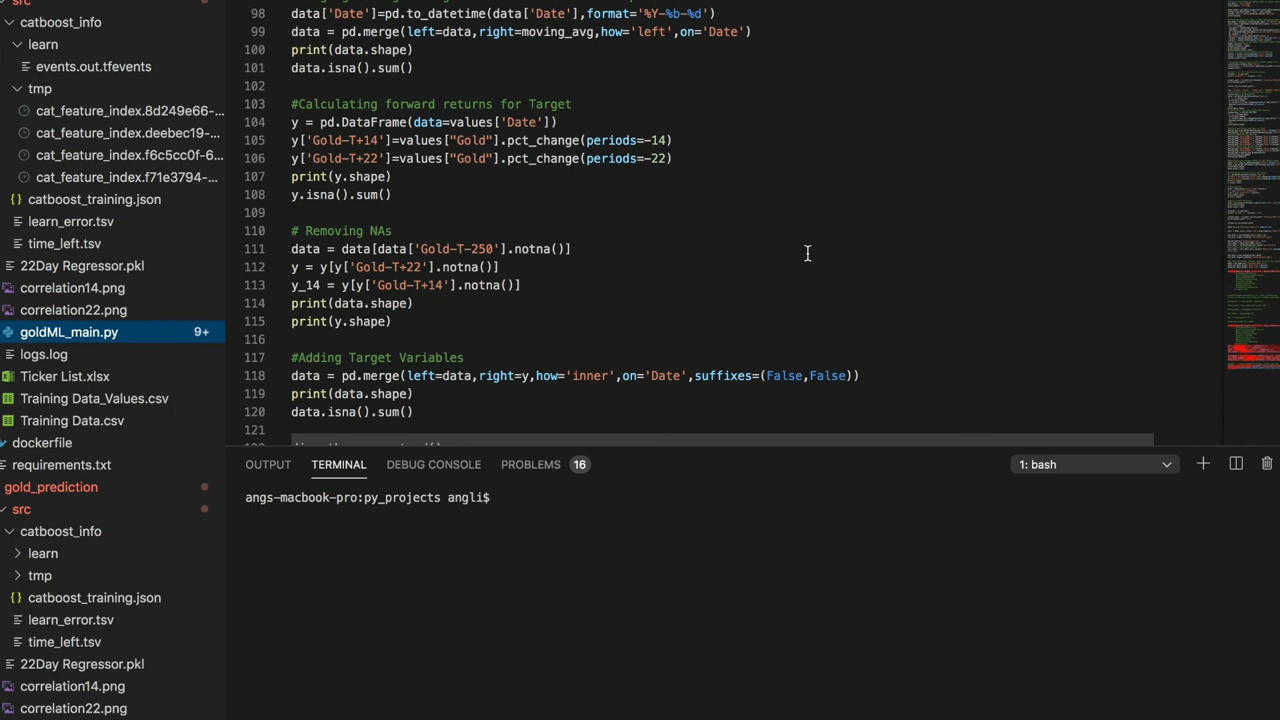 src
catboost_info
learn
events.out.tfevents
tmp
cat_feature_index.8d249e66-...
cat_feature_index.deebec19-...
cat_feature_index.f6c5cc0f-6...
cat_feature_index.f71e3794-...
catboost_training.json
learn_error.tsv
time_left.tsv
22Day Regressor.pkl
correlation14.png
correlation22.png
goldML_main.py 9+
logs.log
Ticker List.xlsx
Training Data_Values.csv
Training Data.csv
dockerfile
requirements.txt
gold_prediction
src
catboost_info
learn
tmp
catboost_training.json
learn_error.tsv
time_left.tsv
22Day Regressor.pkl
correlation14.png
correlation22.png
98 data['Date']=pd.to_datetime(data['Date'],format='%Y-%b-%d')
99 data = pd.merge(left=data,right=moving_avg,how='left',on='Date')
100 print(data.shape)
101 data.isna().sum()
102
103 #Calculating forward returns for Target
104 y = pd.DataFrame(data=values['Date'])
105 y['Gold-T+14']=values["Gold"].pct_change(periods=-14)
106 y['Gold-T+22']=values["Gold"].pct_change(periods=-22)
107 print(y.shape)
108 y.isna().sum()
109
110 # Removing NAs
111 data = data[data['Gold-T-250'].notna()]
112 y = y[y['Gold-T+22'].notna()]
113 y_14 = y[y['Gold-T+14'].notna()]
114 print(data.shape)
115 print(y.shape)
116
117 #Adding Target Variables
118 data = pd.merge(left=data,right=y,how='inner',on='Date',suffixes=(False,False))
119 print(data.shape)
120 data.isna().sum()
121
OUTPUT TERMINAL DEBUG CONSOLE PROBLEMS 16 1: bash
angs-macbook-pro:py_projects angli$